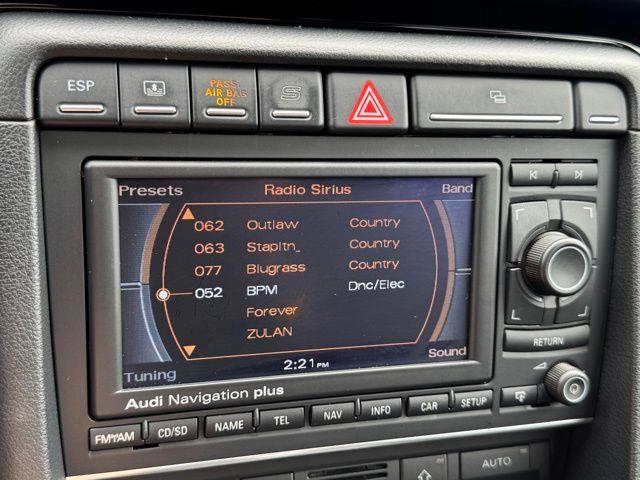 ESP
PASS.
AIR BAG
OFF
S
Presets Radio Sirius Band
062 Outlaw Country
063 Stapltn_ Country
077 Blugrass Country
052 BPM Dnc/Elec
Forever
ZULAN
2:21PM
Tuning Sound
RETURN
Audi Navigation plus
FM/AM CD/SD NAME TEL NAV INFO CAR SETUP
AUTO